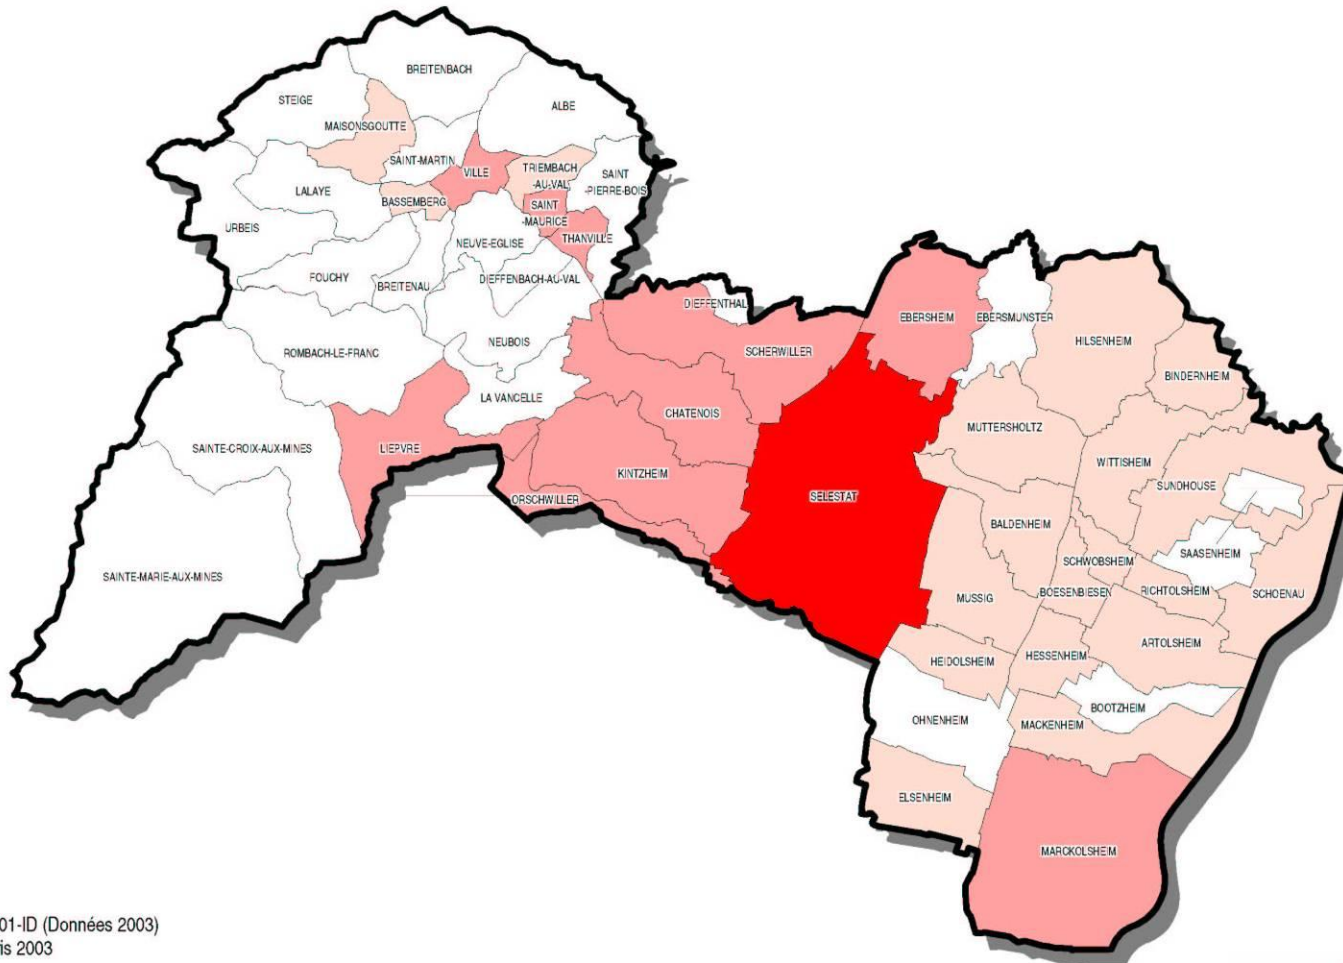 BREITENBACH
STEIGE
ALBE
MAISONSGOUTTE
SAINT-MARTIN
VILLE
TRIEMBACH
-AU-VAL
SAINT
-PIERRE-BOIS
LALAYE
BASSEMBERG
SAINT
-MAURICE
URBEIS
NEUVE-EGLISE
THANVILLE
FOUCHY
BREITENAU
DIEFFENBACH-AU-VAL
DIEFFENTHAL
EBERSHEIM
EBERSMUNSTER
ROMBACH-LE-FRANC
NEUBOIS
SCHERWILLER
HILSENHEIM
BINDERNHEIM
LA VANCELLE
CHATENOIS
MUTTERSHOLTZ
SAINTE-CROIX-AUX-MINES
LIEPVRE
KINTZHEIM
WITTISHEIM
SUNDHOUSE
ORSCHWILLER
SELESTAT
BALDENHEIM
SAASENHEIM
SCHWOBSHEIM
SAINTE-MARIE-AUX-MINES
MUSSIG
BOESENBIESEN
RICHTOLSHEIM
SCHOENAU
ARTOLSHEIM
HEIDOLSHEIM
HESSENHEIM
BOOTZHEIM
OHNENHEIM
MACKENHEIM
ELSENHEIM
MARCKOLSHEIM
01-ID (Données 2003)
is 2003